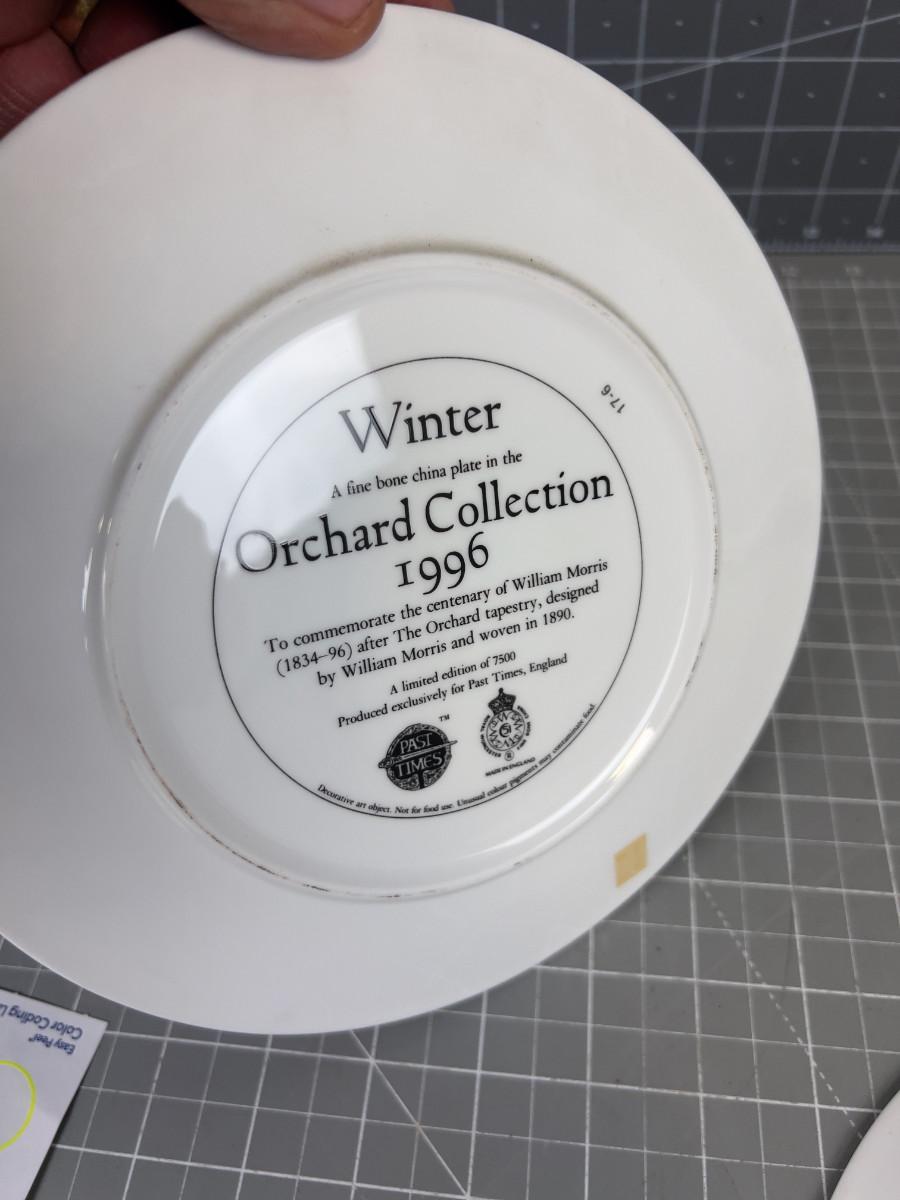 Winter
A fine bone china plate in the
Orchard Collection
1996
To commemorate the centenary of William Morris
(1834–96) after The Orchard tapestry, designed
by William Morris and woven in 1890.
A limited edition of 7500
Produced exclusively for Past Times, England
PAST
TIMES
TM
ROYAL WORCESTER
51
®
MADE IN ENGLAND
Decorative art object. Not for food use. Unusual colour pigments may contaminate food.
17-6
Easy Peel
Color Coding